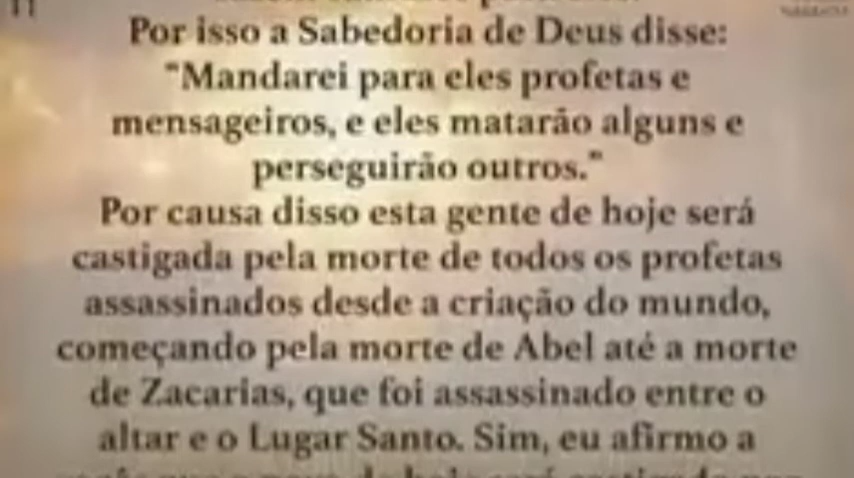 11
Por isso a Sabedoria de Deus disse:
"Mandarei para eles profetas e
mensageiros, e eles matarão alguns e
perseguirão outros."
Por causa disso esta gente de hoje será
castigada pela morte de todos os profetas
assassinados desde a criação do mundo,
começando pela morte de Abel até a morte
de Zacarias, que foi assassinado entre o
altar e o Lugar Santo. Sim, eu afirmo a